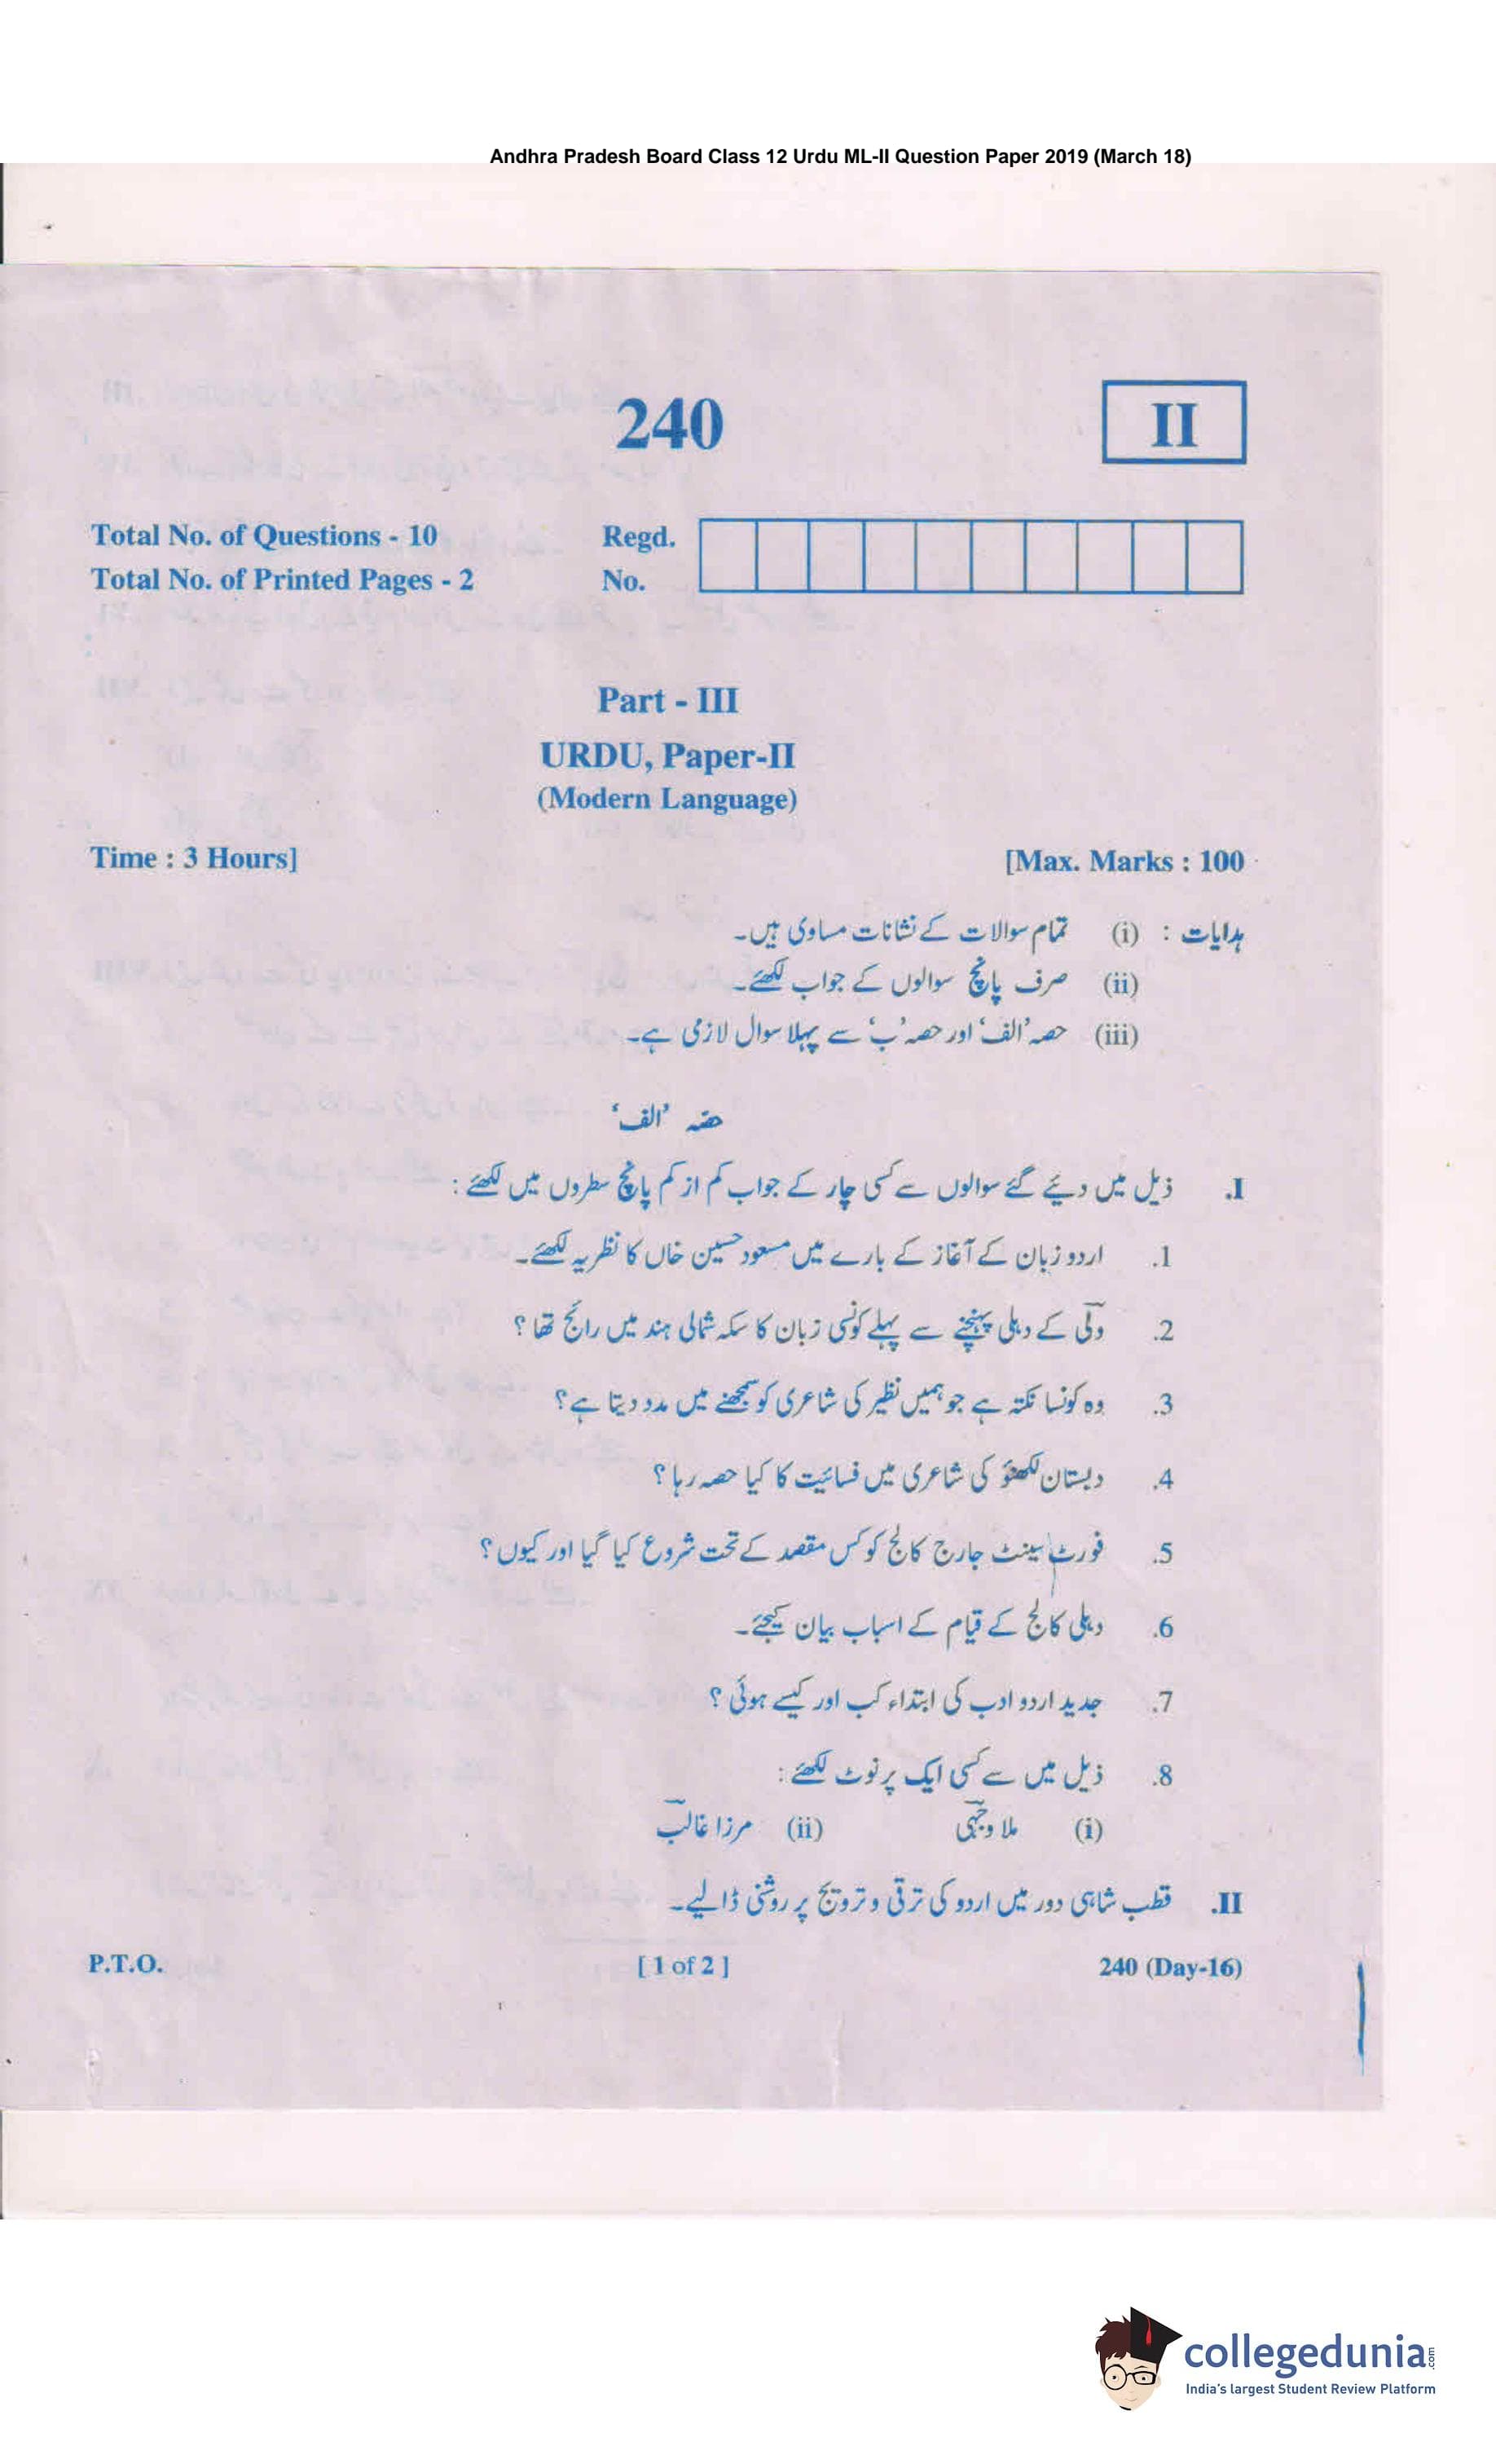 Andhra Pradesh Board Class 12 Urdu ML-II Question Paper 2019 (March 18)
240
II
Total No. of Questions - 10
Total No. of Printed Pages - 2
Regd.
No.
Part - III
URDU, Paper-II
(Modern Language)
Time : 3 Hours]
[Max. Marks : 100
ہدایات : (i) تمام سوالات کے نشانات مساوی ہیں۔
(ii) صرف پانچ سوالوں کے جواب لکھئے۔
(iii) حصہ ’الف‘ اور حصہ ’ب‘ سے پہلا سوال لازمی ہے۔
حصّہ ’الف‘
I. ذیل میں دیئے گئے سوالوں سے کسی چار کے جواب کم از کم پانچ سطروں میں لکھئے :
1. اردو زبان کے آغاز کے بارے میں مسعود حسین خاں کا نظریہ لکھئے۔
2. ولی کے دہلی پہنچنے سے پہلے کونسی زبان کا سکہ شمالی ہند میں رائج تھا ؟
3. وہ کونسا نکتہ ہے جو ہمیں نظیر کی شاعری کو سمجھنے میں مدد دیتا ہے؟
4. دبستان لکھنؤ کی شاعری میں فسائیت کا کیا حصہ رہا ؟
5. فورٹ سینٹ جارج کالج کو کس مقصد کے تحت شروع کیا گیا اور کیوں ؟
6. دہلی کالج کے قیام کے اسباب بیان کیجئے۔
7. جدید اردو ادب کی ابتداء کب اور کیسے ہوئی ؟
8. ذیل میں سے کسی ایک پر نوٹ لکھئے :
(i) ملا وجہی (ii) مرزا غالب
II. قطب شاہی دور میں اردو کی ترقی و ترویج پر روشنی ڈالیے۔
P.T.O.
[ 1 of 2 ]
240 (Day-16)
collegedunia.com
India's largest Student Review Platform